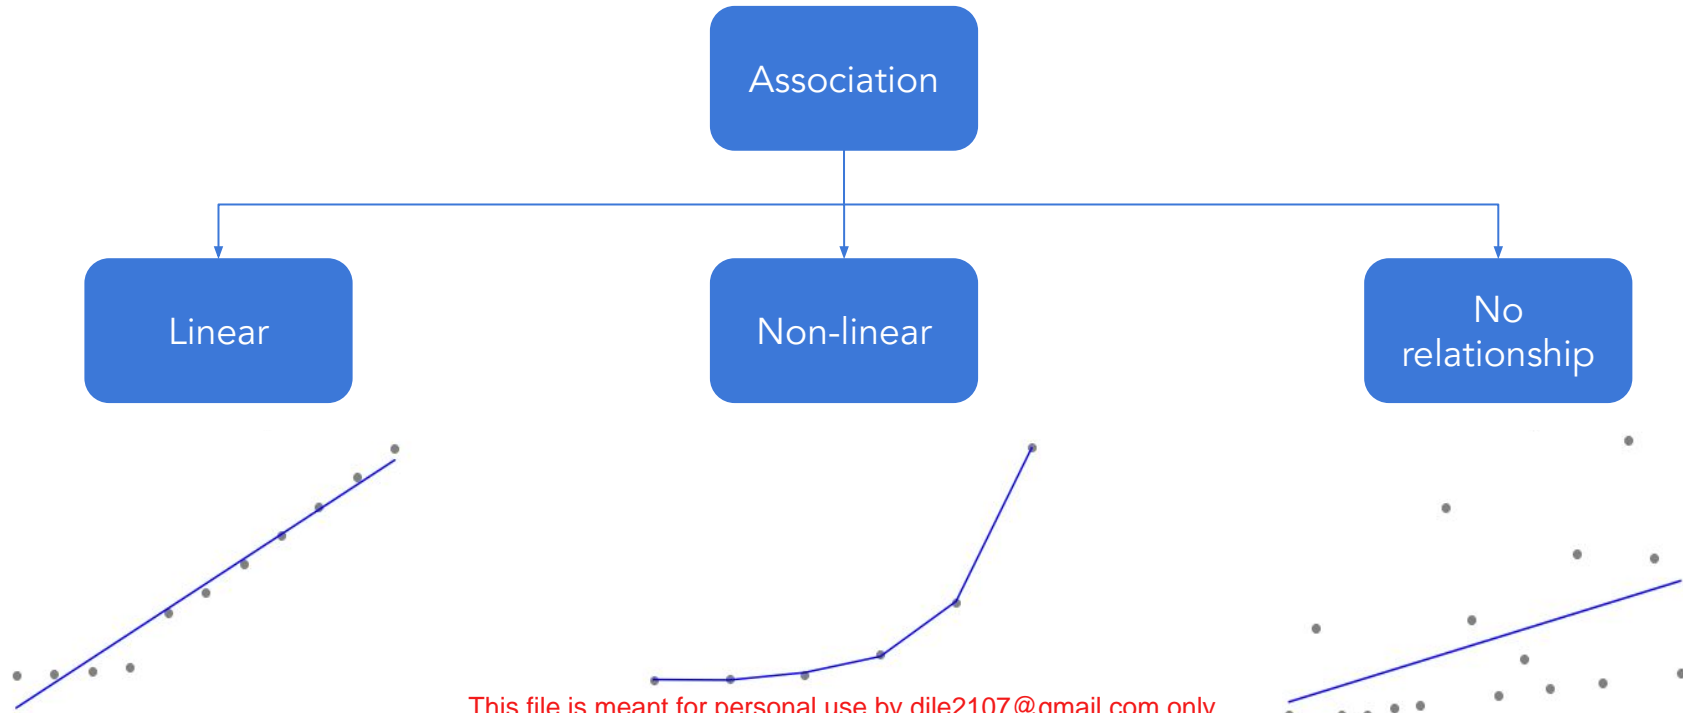 Association
Linear
Non-linear
No
relationship
This file is meant for personal use by dile2107@gmail.com only